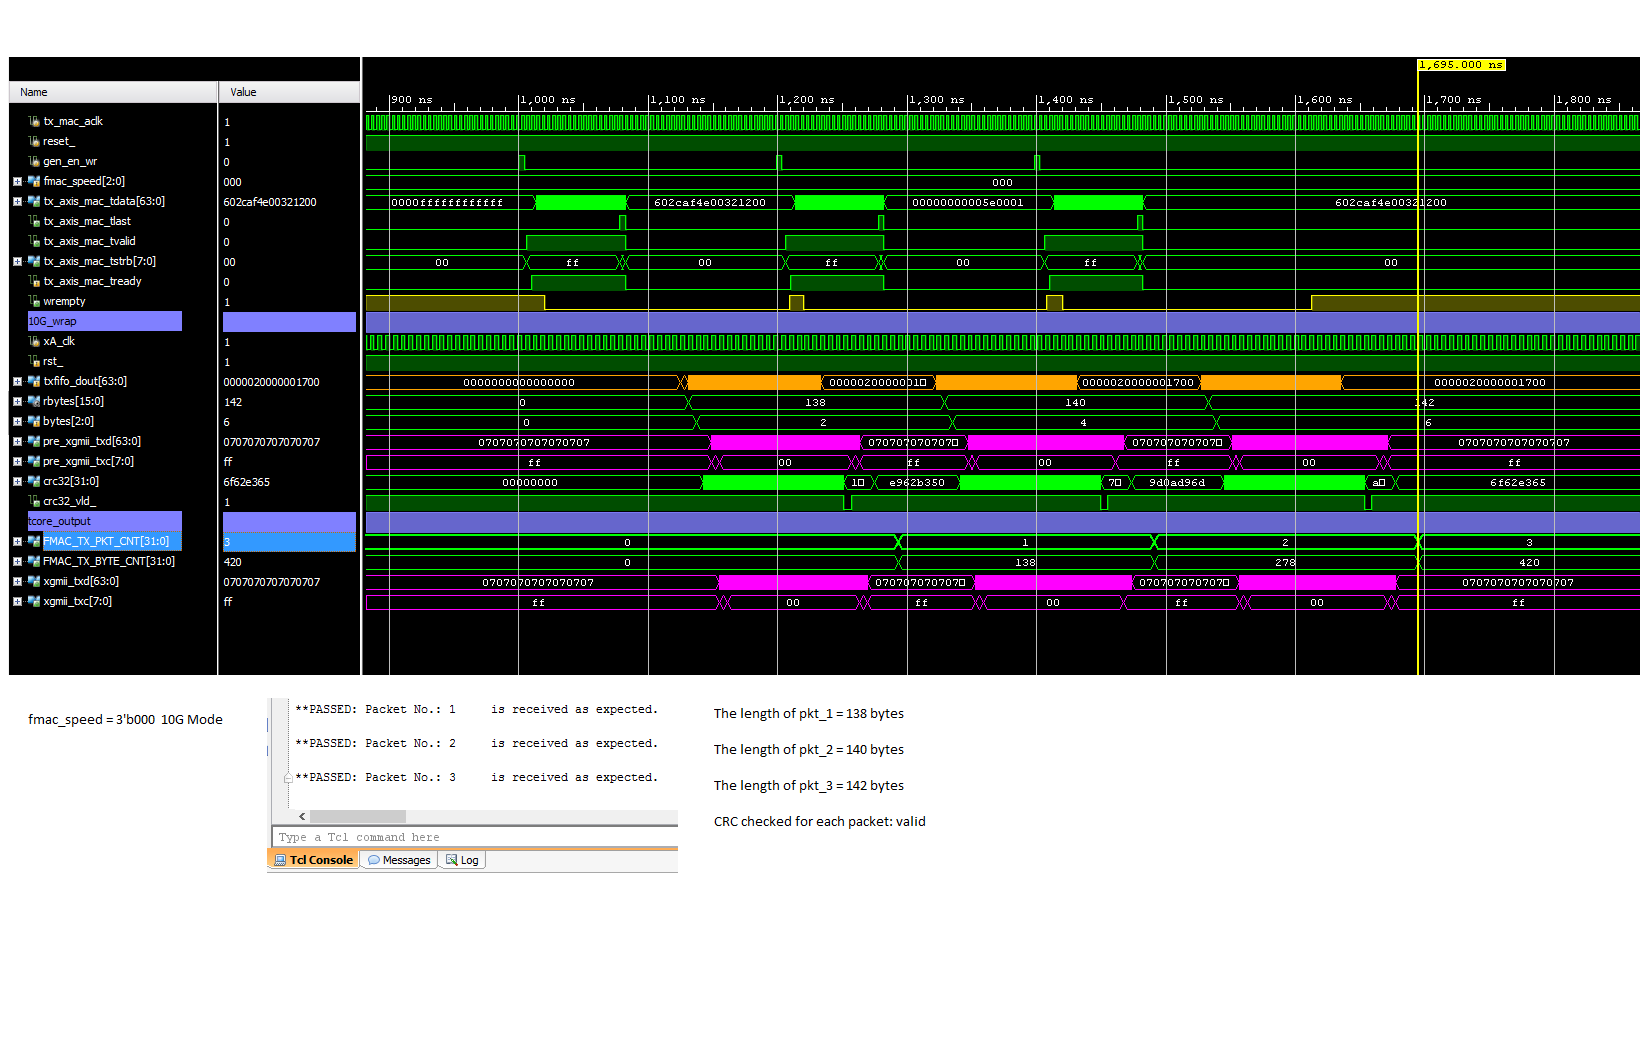 1,695.000 ns
Name Value
900 ns 1,000 ns 1,100 ns 1,200 ns 1,300 ns 1,400 ns 1,500 ns 1,600 ns 1,700 ns 1,800 ns
tx_mac_aclk 1
reset_ 1
gen_en_wr 0
fmac_speed[2:0] 000 000
tx_axis_mac_tdata[63:0] 602caf4e00321200 0000ffffffffffff 602caf4e00321200 00000000005e0001 602caf4e00321200
tx_axis_mac_tlast 0
tx_axis_mac_tvalid 0
tx_axis_mac_tstrb[7:0] 00 00 ff 00 ff 00 ff 00
tx_axis_mac_tready 0
wrempty 1
10G_wrap
xA_clk 1
rst_ 1
txfifo_dout[63:0] 0000020000001700 0000000000000000 0000020000001 0000020000001700 0000020000001700
rbytes[15:0] 142 0 138 140 142
bytes[2:0] 6 0 2 4 6
pre_xgmii_txd[63:0] 0707070707070707 0707070707070707 070707070707 070707070707 0707070707070707
pre_xgmii_txc[7:0] ff ff 00 ff 00 ff 00 ff
crc32[31:0] 6f62e365 00000000 1 e962b350 7 9d0ad96d a 6f62e365
crc32_vld_ 1
tcore_output
FMAC_TX_PKT_CNT[31:0] 3 0 1 2 3
FMAC_TX_BYTE_CNT[31:0] 420 0 138 278 420
xgmii_txd[63:0] 0707070707070707 0707070707070707 070707070707 070707070707 0707070707070707
xgmii_txc[7:0] ff ff 00 ff 00 ff 00 ff
fmac_speed = 3'b000 10G Mode
**PASSED: Packet No.: 1 is received as expected.
**PASSED: Packet No.: 2 is received as expected.
**PASSED: Packet No.: 3 is received as expected.
Type a Tcl command here
Tcl Console Messages Log
The length of pkt_1 = 138 bytes
The length of pkt_2 = 140 bytes
The length of pkt_3 = 142 bytes
CRC checked for each packet: valid